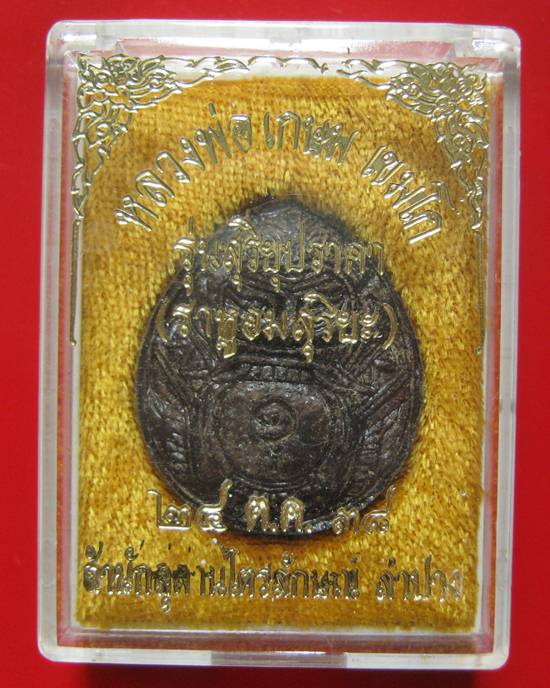 หลวงพ่อ เกษม เขมโก
รุ่นสุริยุปราคา
(ราหูอมสุริยะ)
๒๔ ต.ค. ๓๘
สำนักสุสานไตรลักษณ์ ลำปาง